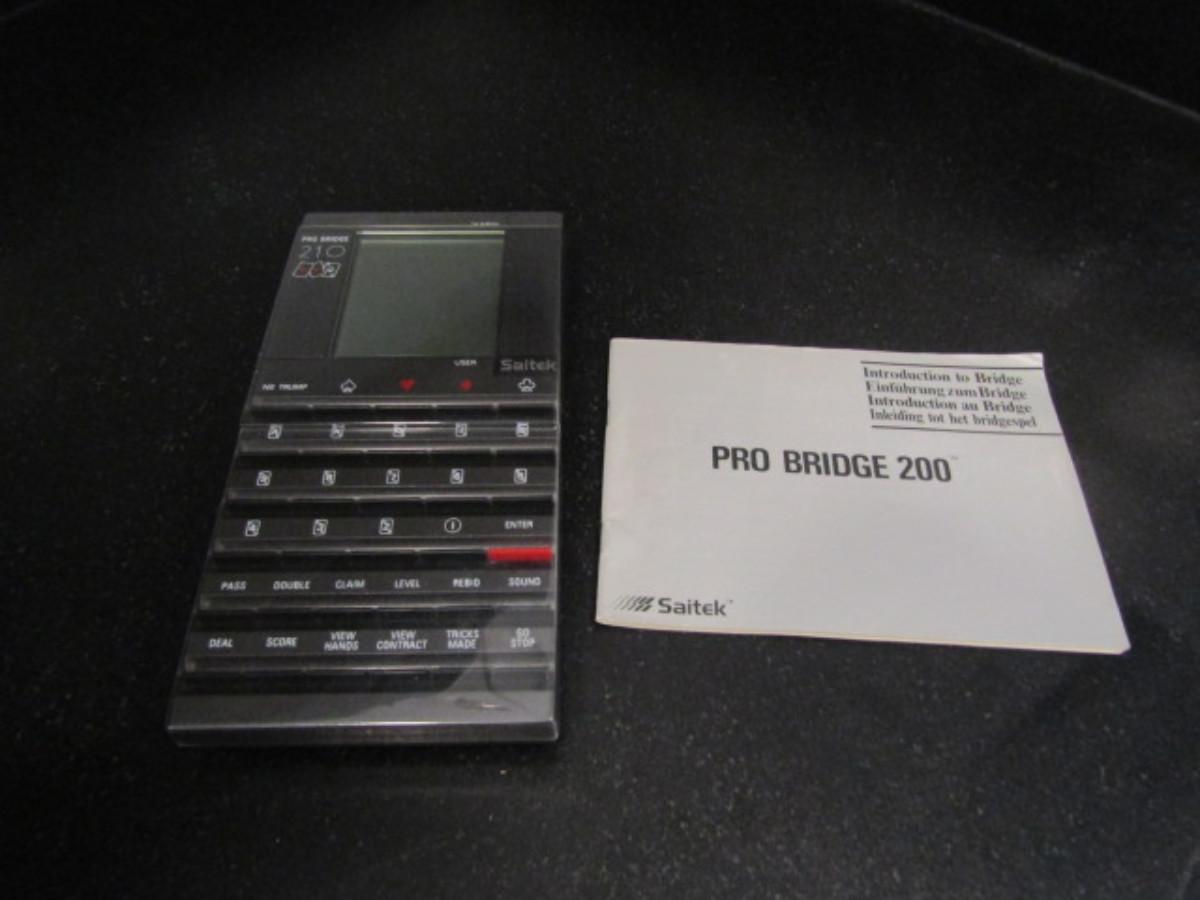 PRO BRIDGE
210
USER
Saitek
NO TRUMP
ENTER
PASS DOUBLE CLAIM LEVEL REBID SOUND
DEAL SCORE VIEW HANDS VIEW CONTRACT TRICKS MADE GO STOP
Introduction to Bridge
Einführung zum Bridge
Introduction au Bridge
Inleiding tot het bridgespel
PRO BRIDGE 200™
Saitek™